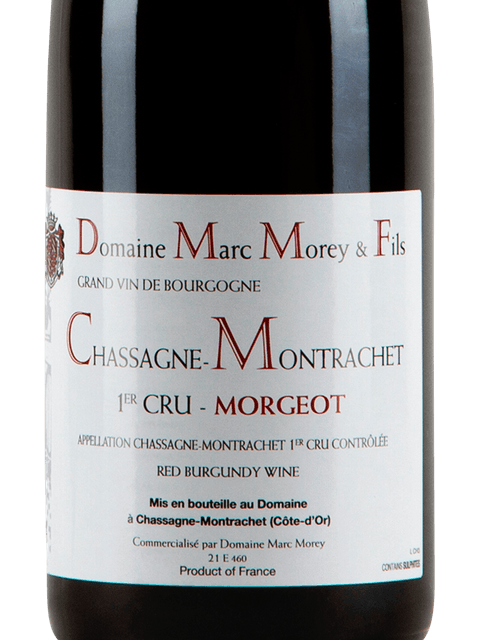 Domaine Marc Morey & Fils
GRAND VIN DE BOURGOGNE
CHASSAGNE-MONTRACHET
1ER CRU - MORGEOT
APPELLATION CHASSAGNE-MONTRACHET 1ER CRU CONTRÔLÉE
RED BURGUNDY WINE
Mis en bouteille au Domaine
à Chassagne-Montrachet (Côte-d'Or)
Commercialisé par Domaine Marc Morey
21 E 460
Product of France
CONTAINS SULPHITES